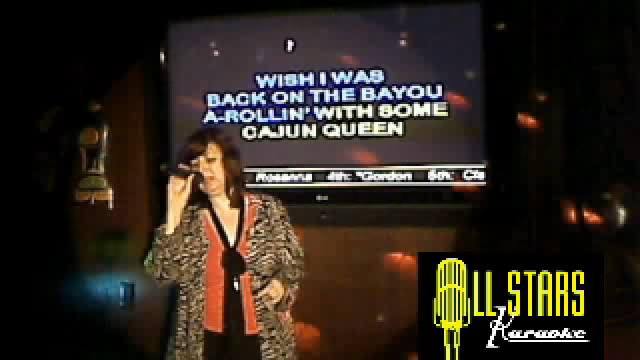 WISH I WAS
BACK ON THE BAYOU
A-ROLLIN' WITH SOME
CAJUN QUEEN
Rosanna 4th: "Gordon 5th:
ALL STARS
Karaoke